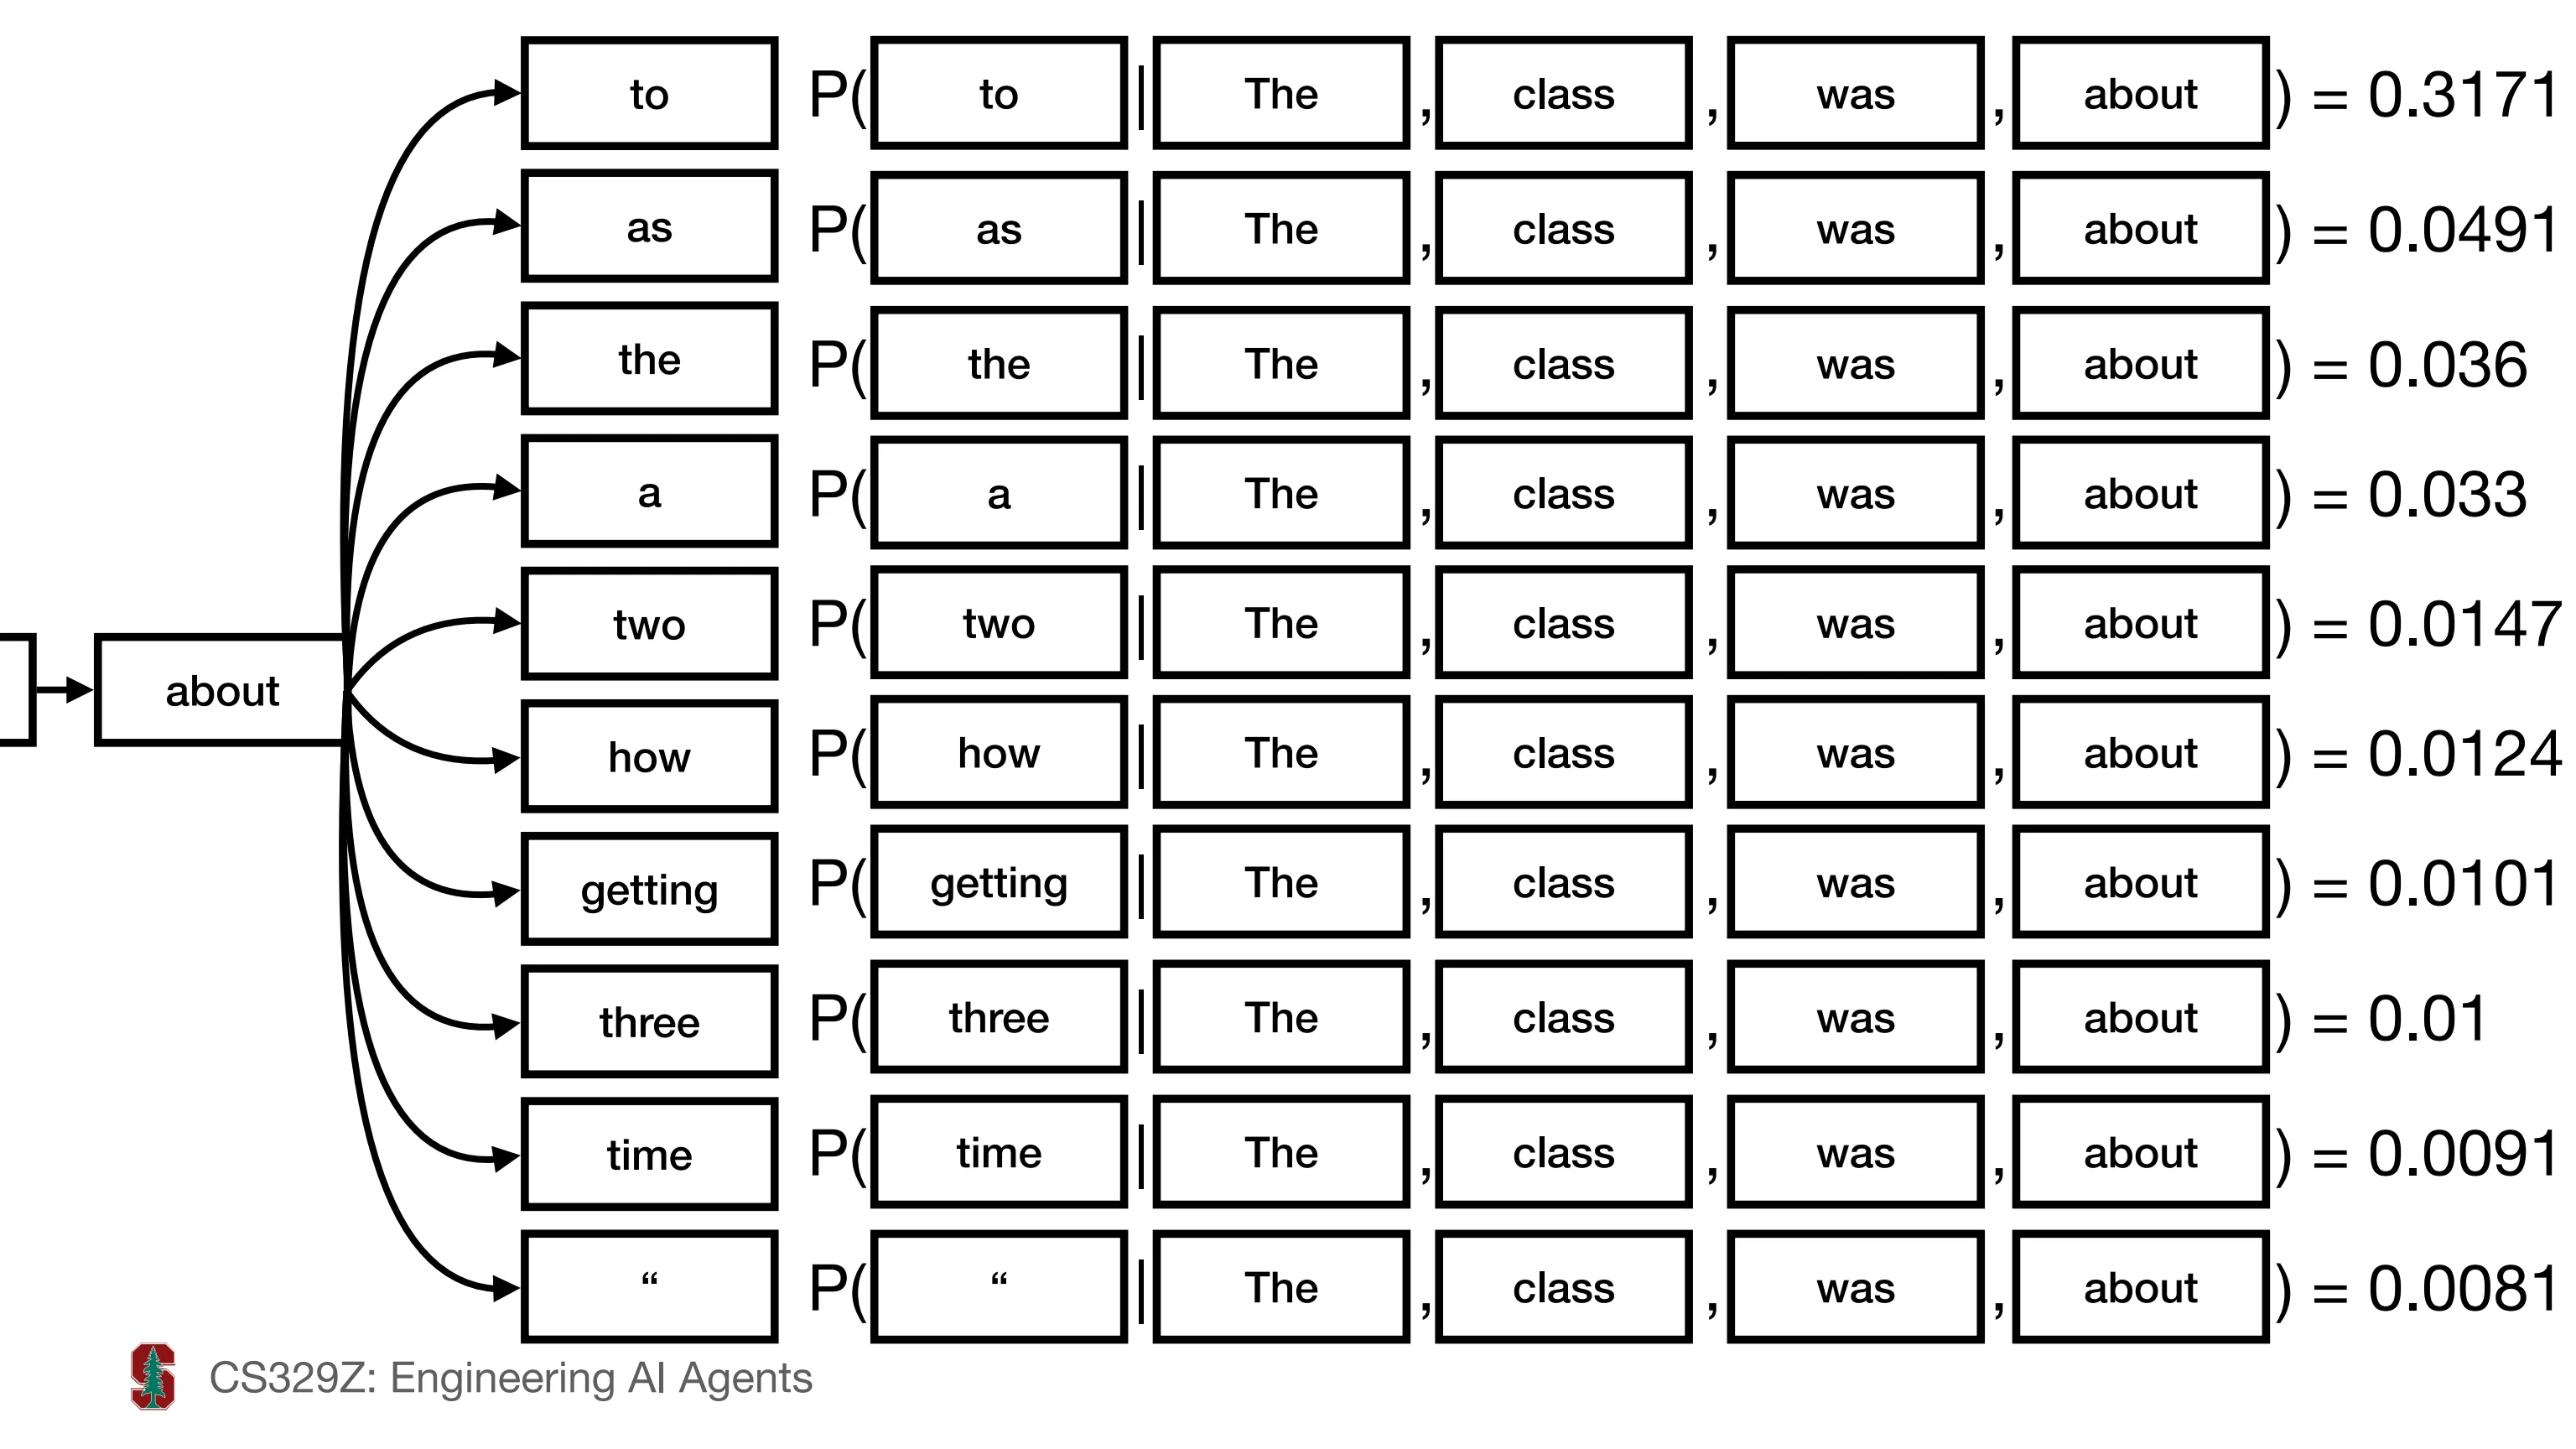 to P( to | The , class , was , about ) = 0.3171
as P( as | The , class , was , about ) = 0.0491
the P( the | The , class , was , about ) = 0.036
a P( a | The , class , was , about ) = 0.033
two P( two | The , class , was , about ) = 0.0147
about
how P( how | The , class , was , about ) = 0.0124
getting P( getting | The , class , was , about ) = 0.0101
three P( three | The , class , was , about ) = 0.01
time P( time | The , class , was , about ) = 0.0091
“ P( “ | The , class , was , about ) = 0.0081
S CS329Z: Engineering AI Agents